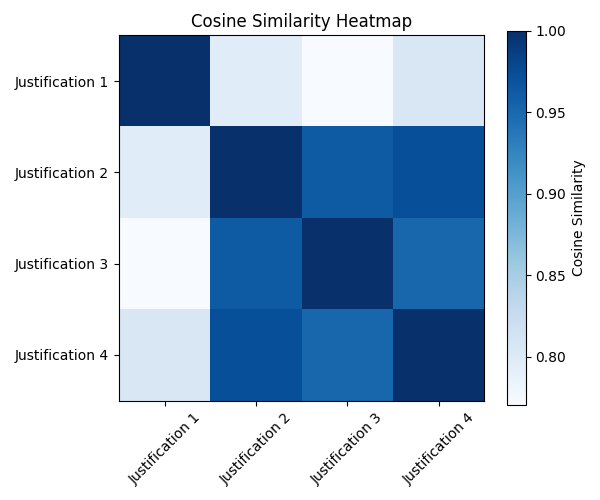 Cosine Similarity Heatmap
Justification 1
Justification 2
Justification 3
Justification 4
Justification 1
Justification 2
Justification 3
Justification 4
1.00
0.95
0.90
0.85
0.80
Cosine Similarity